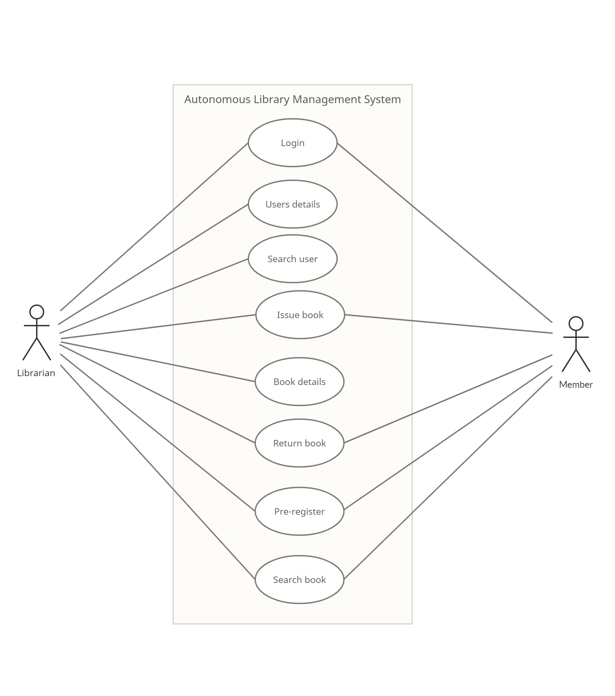 Autonomous Library Management System
Login
Users details
Search user
Issue book
Book details
Return book
Pre-register
Search book
Librarian
Member